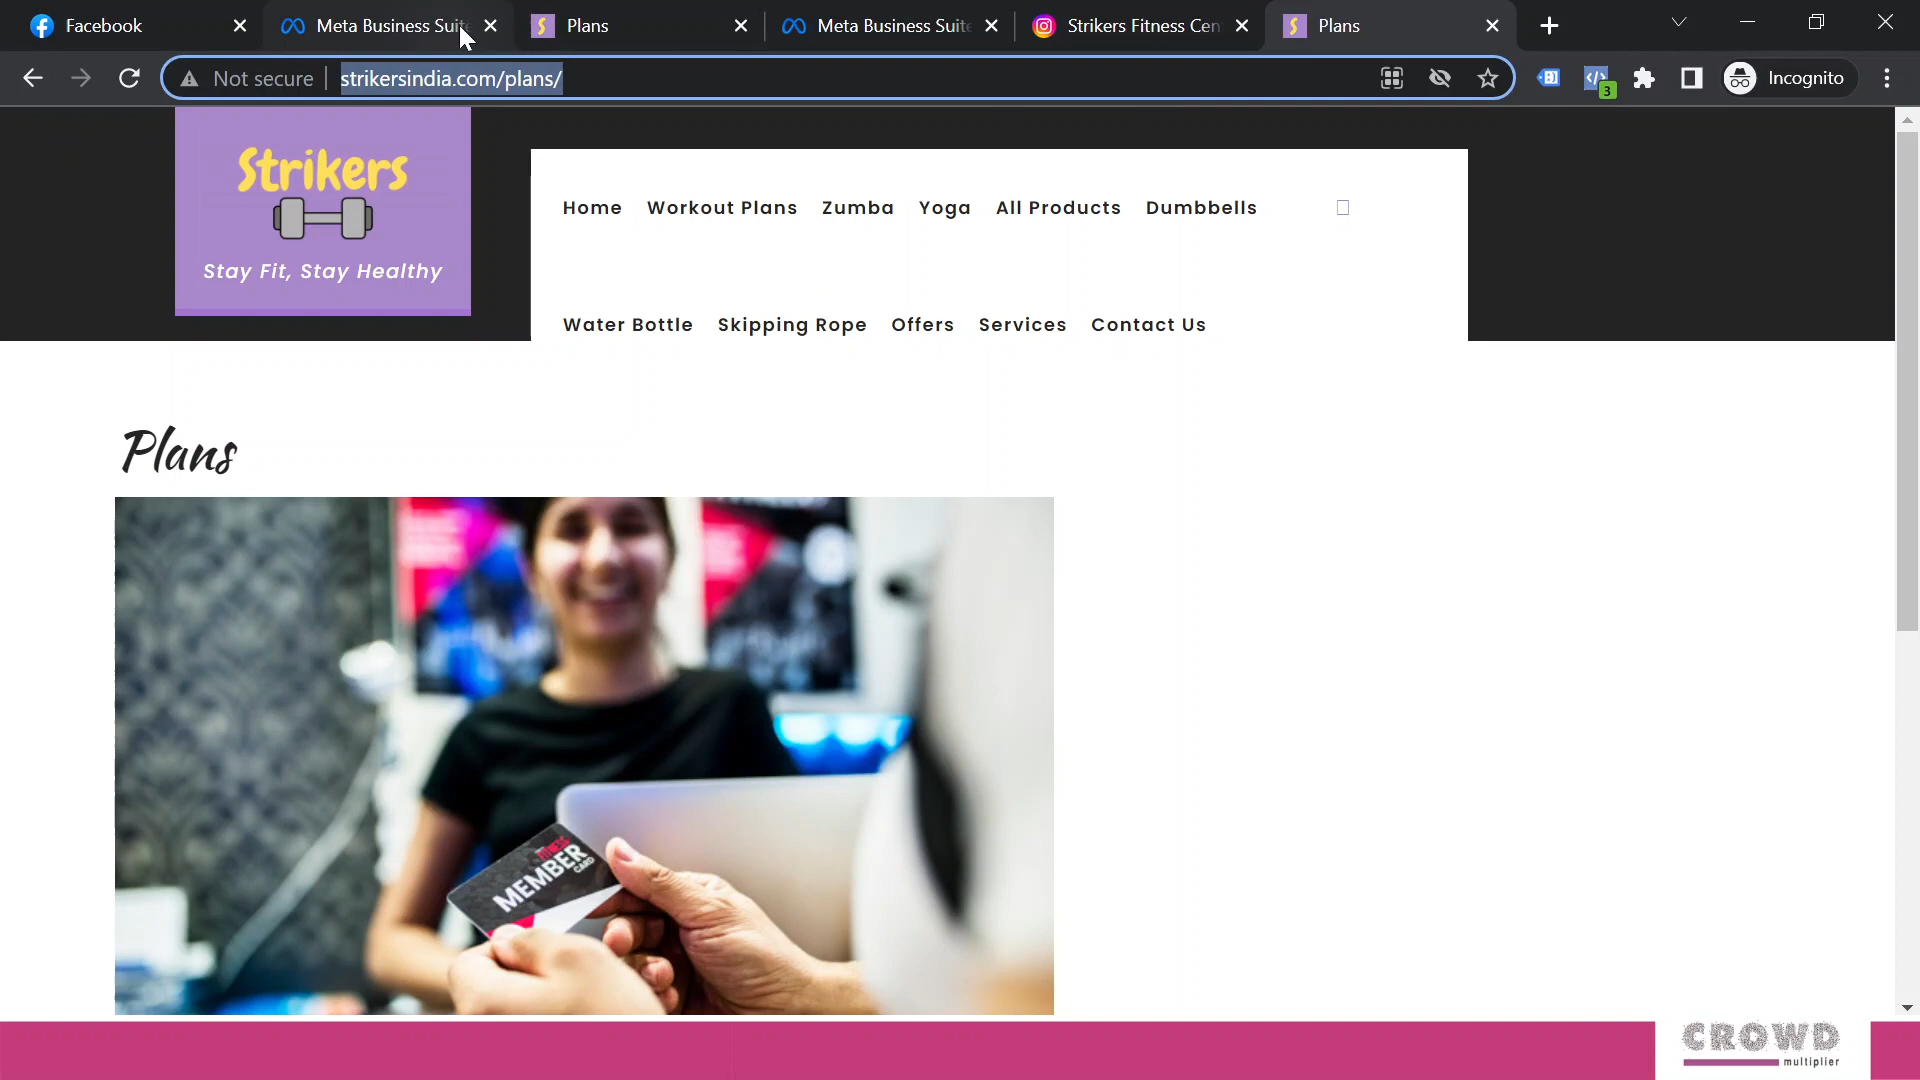 Facebook
Meta Business Suite
Plans
Meta Business Suite
Strikers Fitness Cen
Plans
Not secure
strikersindia.com/plans/
3
Incognito
Strikers
Stay Fit, Stay Healthy
Home Workout Plans Zumba Yoga All Products Dumbbells
Water Bottle Skipping Rope Offers Services Contact Us
Plans
FITNESS
MEMBER
CARD
CROWD
multiplier